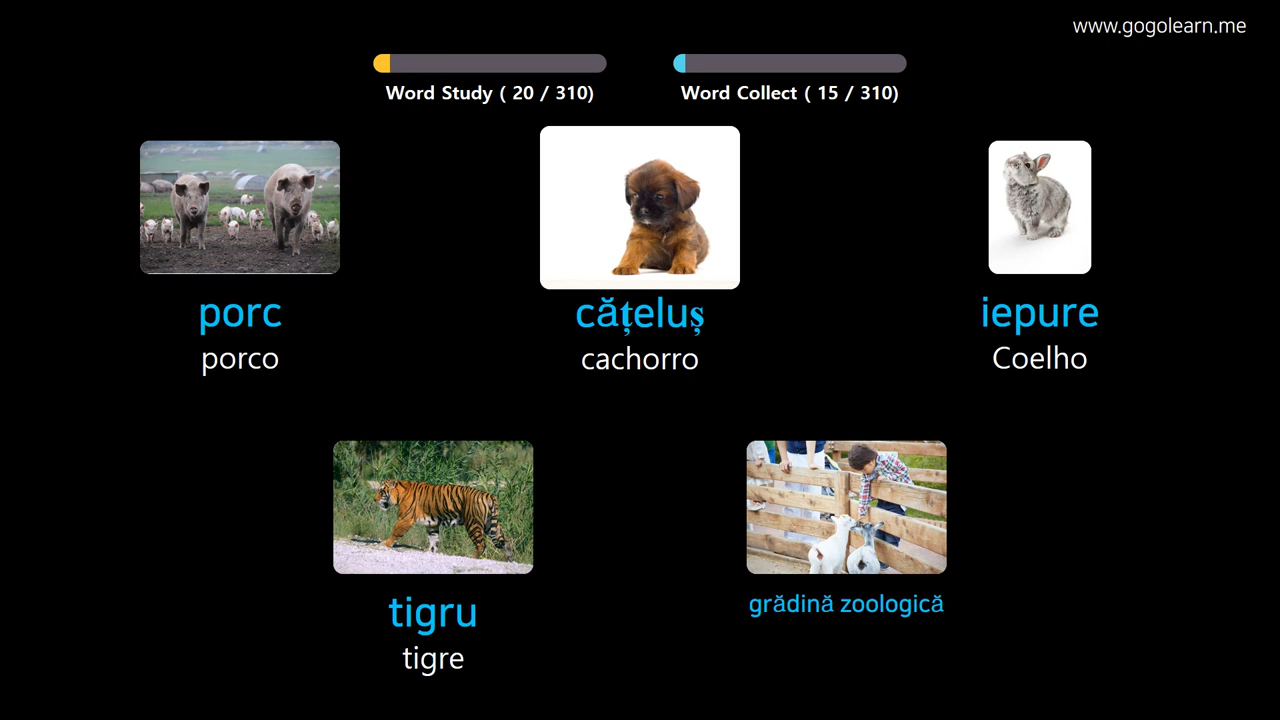 www.gogolearn.me
Word Study ( 20 / 310)
Word Collect ( 15 / 310)
porc
porco
cățeluș
cachorro
iepure
Coelho
tigru
tigre
grădină zoologică